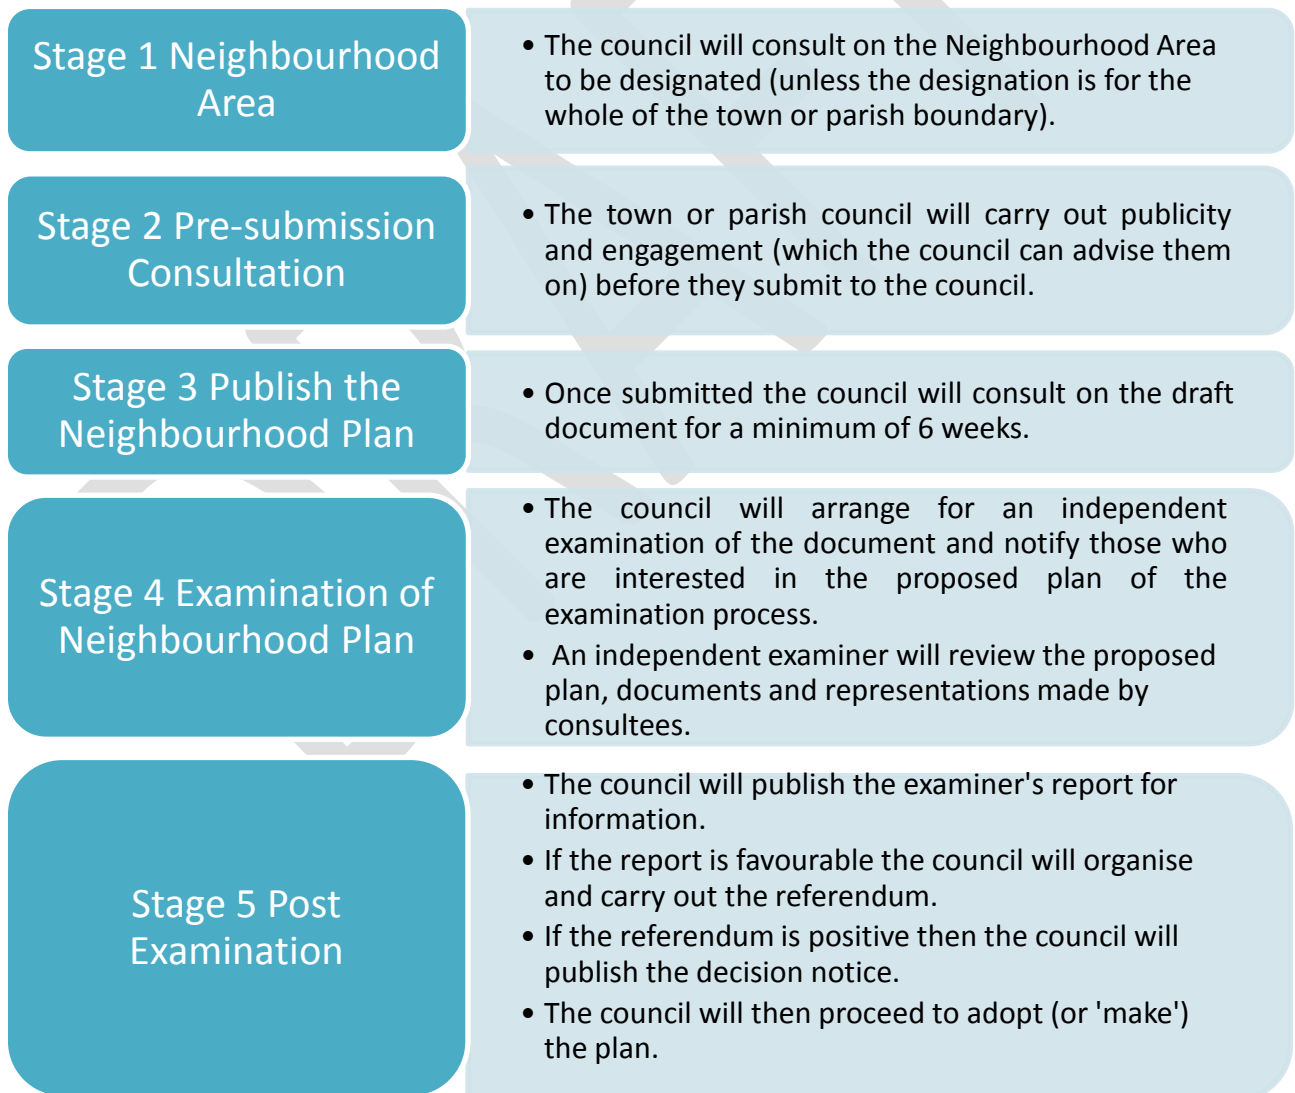 Stage 1 Neighbourhood
Area
• The council will consult on the Neighbourhood Area
to be designated (unless the designation is for the
whole of the town or parish boundary).
Stage 2 Pre-submission
Consultation
• The town or parish council will carry out publicity
and engagement (which the council can advise them
on) before they submit to the council.
Stage 3 Publish the
Neighbourhood Plan
• Once submitted the council will consult on the draft
document for a minimum of 6 weeks.
Stage 4 Examination of
Neighbourhood Plan
• The council will arrange for an independent
examination of the document and notify those who
are interested in the proposed plan of the
examination process.
• An independent examiner will review the proposed
plan, documents and representations made by
consultees.
Stage 5 Post
Examination
• The council will publish the examiner's report for
information.
• If the report is favourable the council will organise
and carry out the referendum.
• If the referendum is positive then the council will
publish the decision notice.
• The council will then proceed to adopt (or 'make')
the plan.